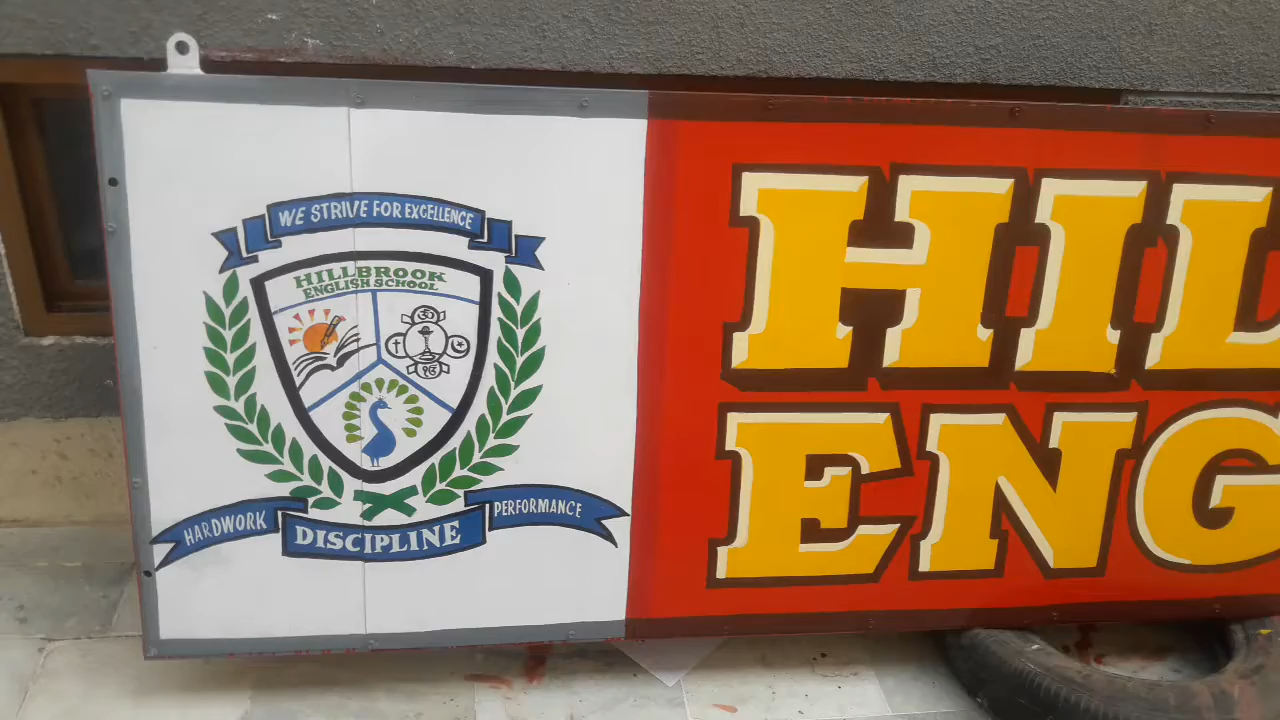 WE STRIVE FOR EXCELLENCE
HILLBROOK
ENGLISH SCHOOL
HARDWORK
DISCIPLINE
PERFORMANCE
HIL
ENG